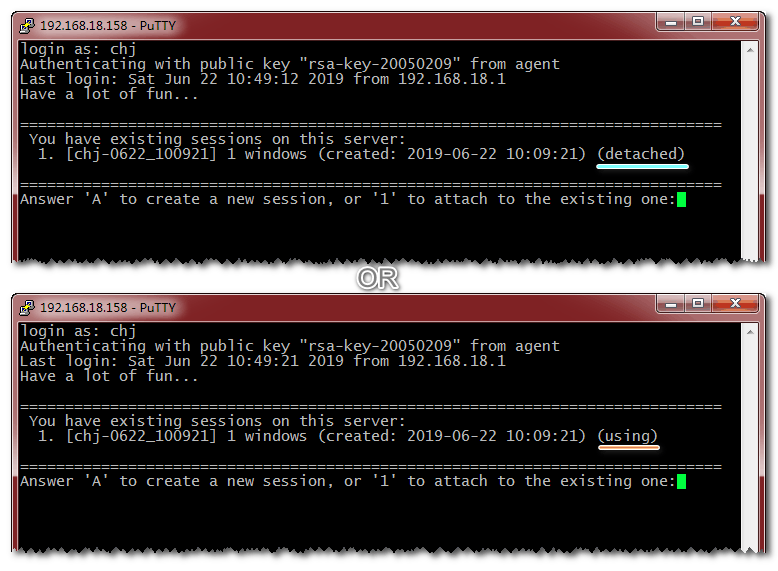 192.168.18.158 - PuTTY
login as: chj
Authenticating with public key "rsa-key-20050209" from agent
Last login: Sat Jun 22 10:49:12 2019 from 192.168.18.1
Have a lot of fun...
==============================================================================
You have existing sessions on this server:
1. [chj-0622_100921] 1 windows (created: 2019-06-22 10:09:21) (detached)
==============================================================================
Answer 'A' to create a new session, or '1' to attach to the existing one:
OR
192.168.18.158 - PuTTY
login as: chj
Authenticating with public key "rsa-key-20050209" from agent
Last login: Sat Jun 22 10:49:21 2019 from 192.168.18.1
Have a lot of fun...
==============================================================================
You have existing sessions on this server:
1. [chj-0622_100921] 1 windows (created: 2019-06-22 10:09:21) (using)
==============================================================================
Answer 'A' to create a new session, or '1' to attach to the existing one: